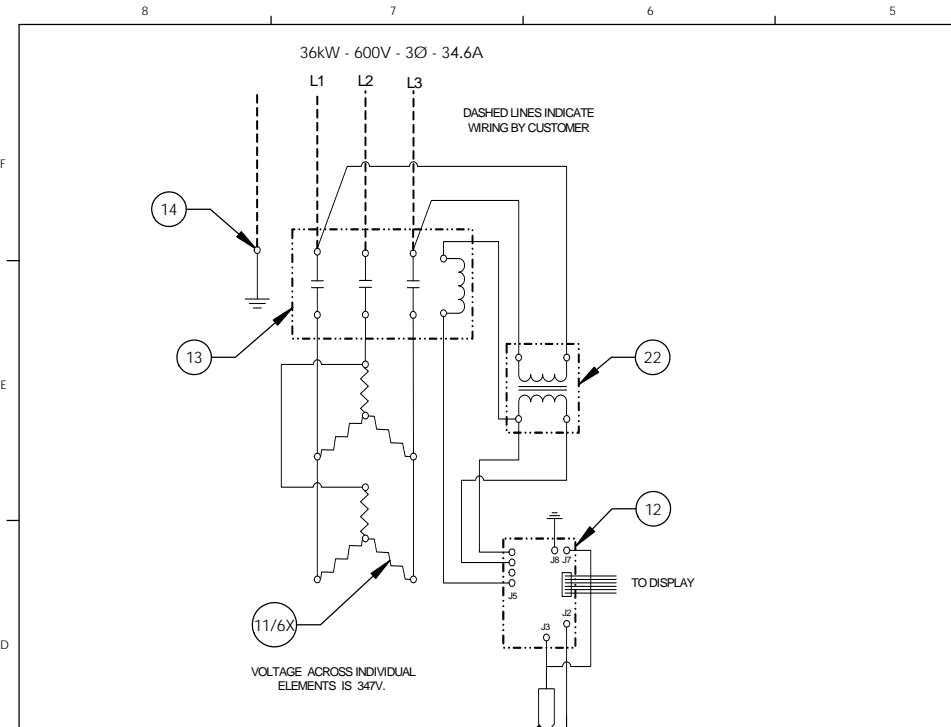 8 7 6 5
36kW - 600V - 3Ø - 34.6A
L1 L2 L3
DASHED LINES INDICATE
WIRING BY CUSTOMER
F
14
13
22
E
12
J8 J7
TO DISPLAY
J5
J2
J3
11/6X
D
VOLTAGE ACROSS INDIVIDUAL
ELEMENTS IS 347V.